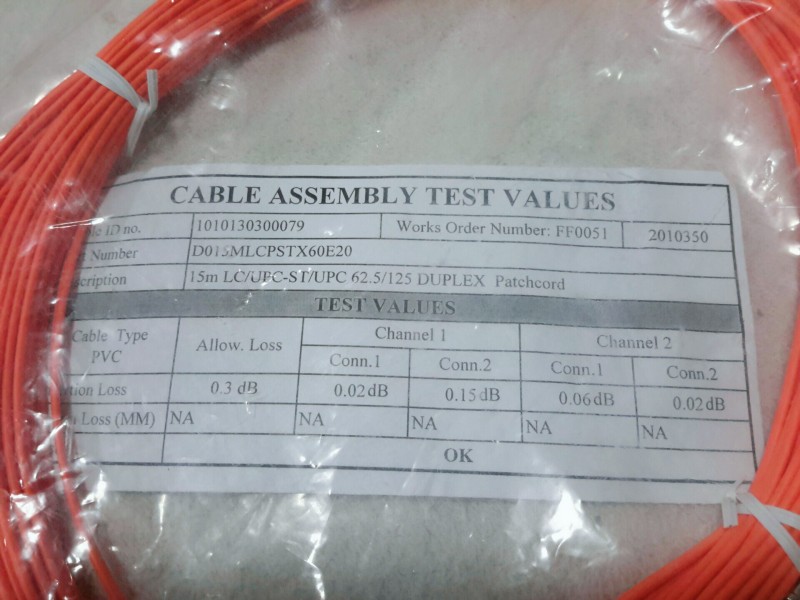 CABLE ASSEMBLY TEST VALUES
ID no. 1010130300079 Works Order Number: FF0051 2010350
Number D015MLCPSTX60E20
15m LC/UPC-ST/UPC 62.5/125 DUPLEX Patchcord
TEST VALUES
Cable Type PVC Allow. Loss Channel 1 Channel 2
Conn.1 Conn.2 Conn.1 Conn.2
Loss 0.3 dB 0.02dB 0.15dB 0.06dB 0.02dB
Loss (MM) NA NA NA NA NA
OK